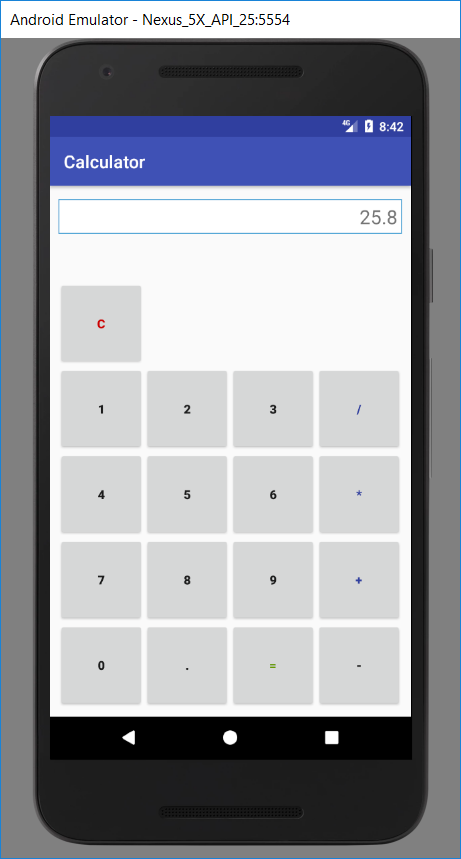 Android Emulator - Nexus_5X_API_25:5554
4G 8:42
Calculator
25.8
C
1 2 3 /
4 5 6 *
7 8 9 +
0 . = -